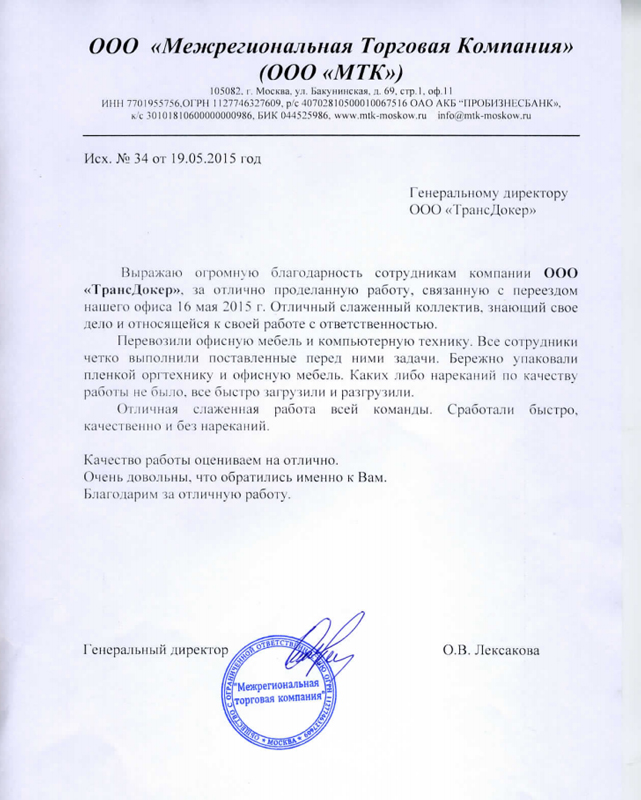 ООО «Межрегиональная Торговая Компания»
(ООО «МТК»)
105082, г. Москва, ул. Бакунинская, д. 69, стр.1, оф.11
ИНН 7701955756,ОГРН 1127746327609, р/с 40702810500010067516 ОАО АКБ "ПРОБИЗНЕСБАНК»,
к/с 30101810600000000986, БИК 044525986, www.mtk-moskow.ru info@mtk-moskow.ru
Исх. № 34 от 19.05.2015 год
Генеральному директору
ООО «ТрансДокер»
Выражаю огромную благодарность сотрудникам компании ООО
«ТрансДокер», за отлично проделанную работу, связанную с переездом
нашего офиса 16 мая 2015 г. Отличный слаженный коллектив, знающий свое
дело и относящейся к своей работе с ответственностью.
Перевозили офисную мебель и компьютерную технику. Все сотрудники
четко выполнили поставленные перед ними задачи. Бережно упаковали
пленкой оргтехнику и офисную мебель. Каких либо нареканий по качеству
работы не было, все быстро загрузили и разгрузили.
Отличная слаженная работа всей команды. Сработали быстро,
качественно и без нареканий.
Качество работы оцениваем на отлично.
Очень довольны, что обратились именно к Вам.
Благодарим за отличную работу.
Генеральный директор
О.В. Лексакова
ОБЩЕСТВО С ОГРАНИЧЕННОЙ ОТВЕТСТВЕННОСТЬЮ ОГРН 1127746327609
"Межрегиональная
торговая компания"
* МОСКВА *